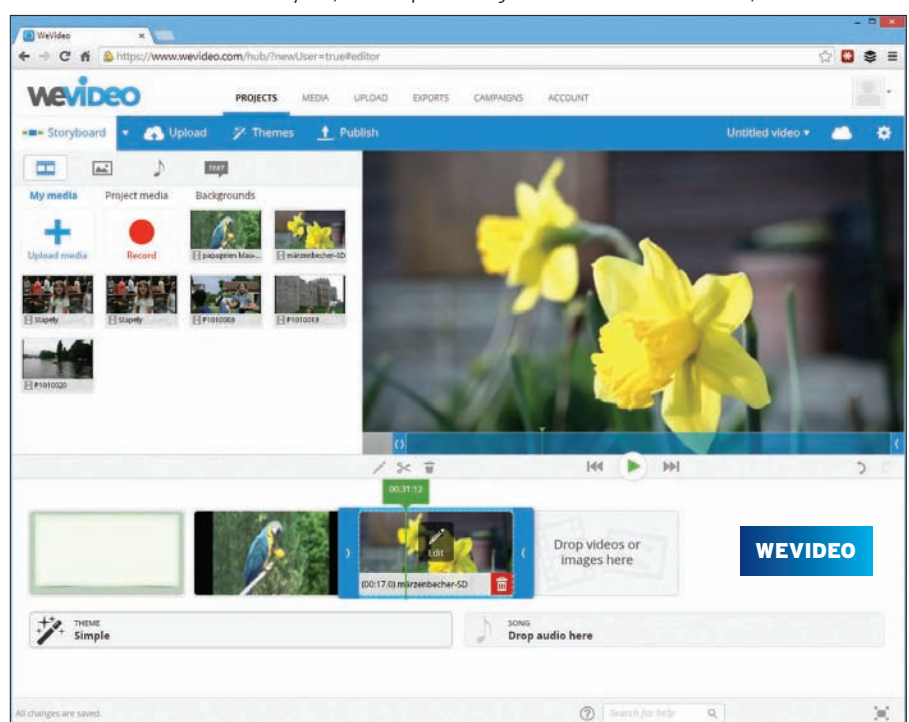 WeVideo
https://www.wevideo.com/hub/?newUser=true#editor
WEVIDEO
PROJECTS MEDIA UPLOAD EXPORTS CAMPAIGNS ACCOUNT
Storyboard Upload Themes Publish Untitled video
TEXT
My media Project media Backgrounds
Upload media Record papageien blau-... märzenbecher-SD
Stapely Stapely P1010009 P1010013
P1010020
00:31:12
Edit
Drop videos or
images here
WEVIDEO
(00:17.0) märzenbecher-SD
THEME
Simple
SONG
Drop audio here
All changes are saved. Search for help